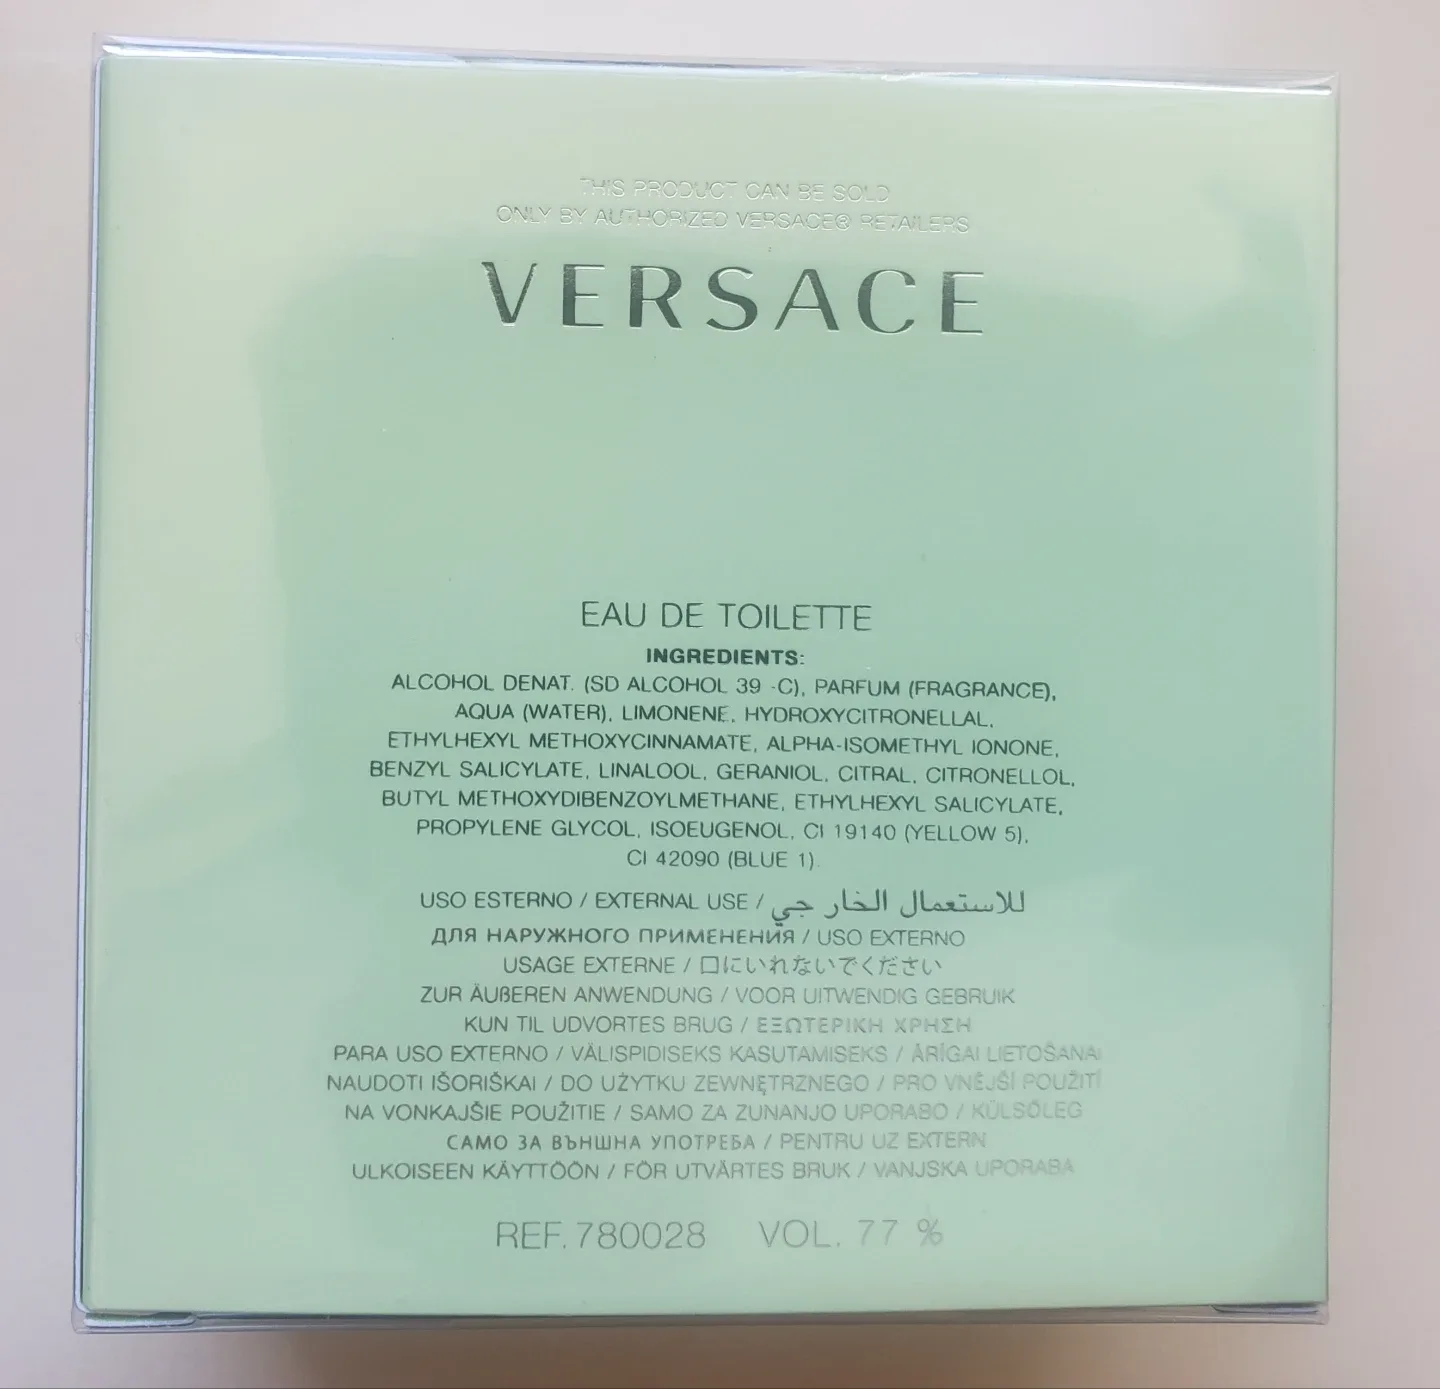 THIS PRODUCT CAN BE SOLD
ONLY BY AUTHORIZED VERSACE® RETAILERS
VERSACE
EAU DE TOILETTE
INGREDIENTS:
ALCOHOL DENAT. (SD ALCOHOL 39 -C), PARFUM (FRAGRANCE),
AQUA (WATER), LIMONENE, HYDROXYCITRONELLAL,
ETHYLHEXYL METHOXYCINNAMATE, ALPHA-ISOMETHYL IONONE,
BENZYL SALICYLATE, LINALOOL, GERANIOL, CITRAL, CITRONELLOL,
BUTYL METHOXYDIBENZOYLMETHANE, ETHYLHEXYL SALICYLATE,
PROPYLENE GLYCOL, ISOEUGENOL, CI 19140 (YELLOW 5),
CI 42090 (BLUE 1).
USO ESTERNO / EXTERNAL USE / للاستعمال الخارجي
ДЛЯ НАРУЖНОГО ПРИМЕНЕНИЯ / USO EXTERNO
USAGE EXTERNE / 口にいれないでください
ZUR ÄUßEREN ANWENDUNG / VOOR UITWENDIG GEBRUIK
KUN TIL UDVORTES BRUG / ΕΞΩΤΕΡΙΚΗ ΧΡΗΣΗ
PARA USO EXTERNO / VÄLISPIDISEKS KASUTAMISEKS / ĀRĪGAI LIETOŠANAI
NAUDOTI IŠORIŠKAI / DO UŻYTKU ZEWNĘTRZNEGO / PRO VNĚJŠÍ POUŽITÍ
NA VONKAJŠIE POUŽITIE / SAMO ZA ZUNANJO UPORABO / KÜLSŐLEG
САМО ЗА ВЪНШНА УПОТРЕБА / PENTRU UZ EXTERN
ULKOISEEN KÄYTTÖÖN / FÖR UTVÄRTES BRUK / VANJSKA UPORABA
REF. 780028 VOL. 77 %